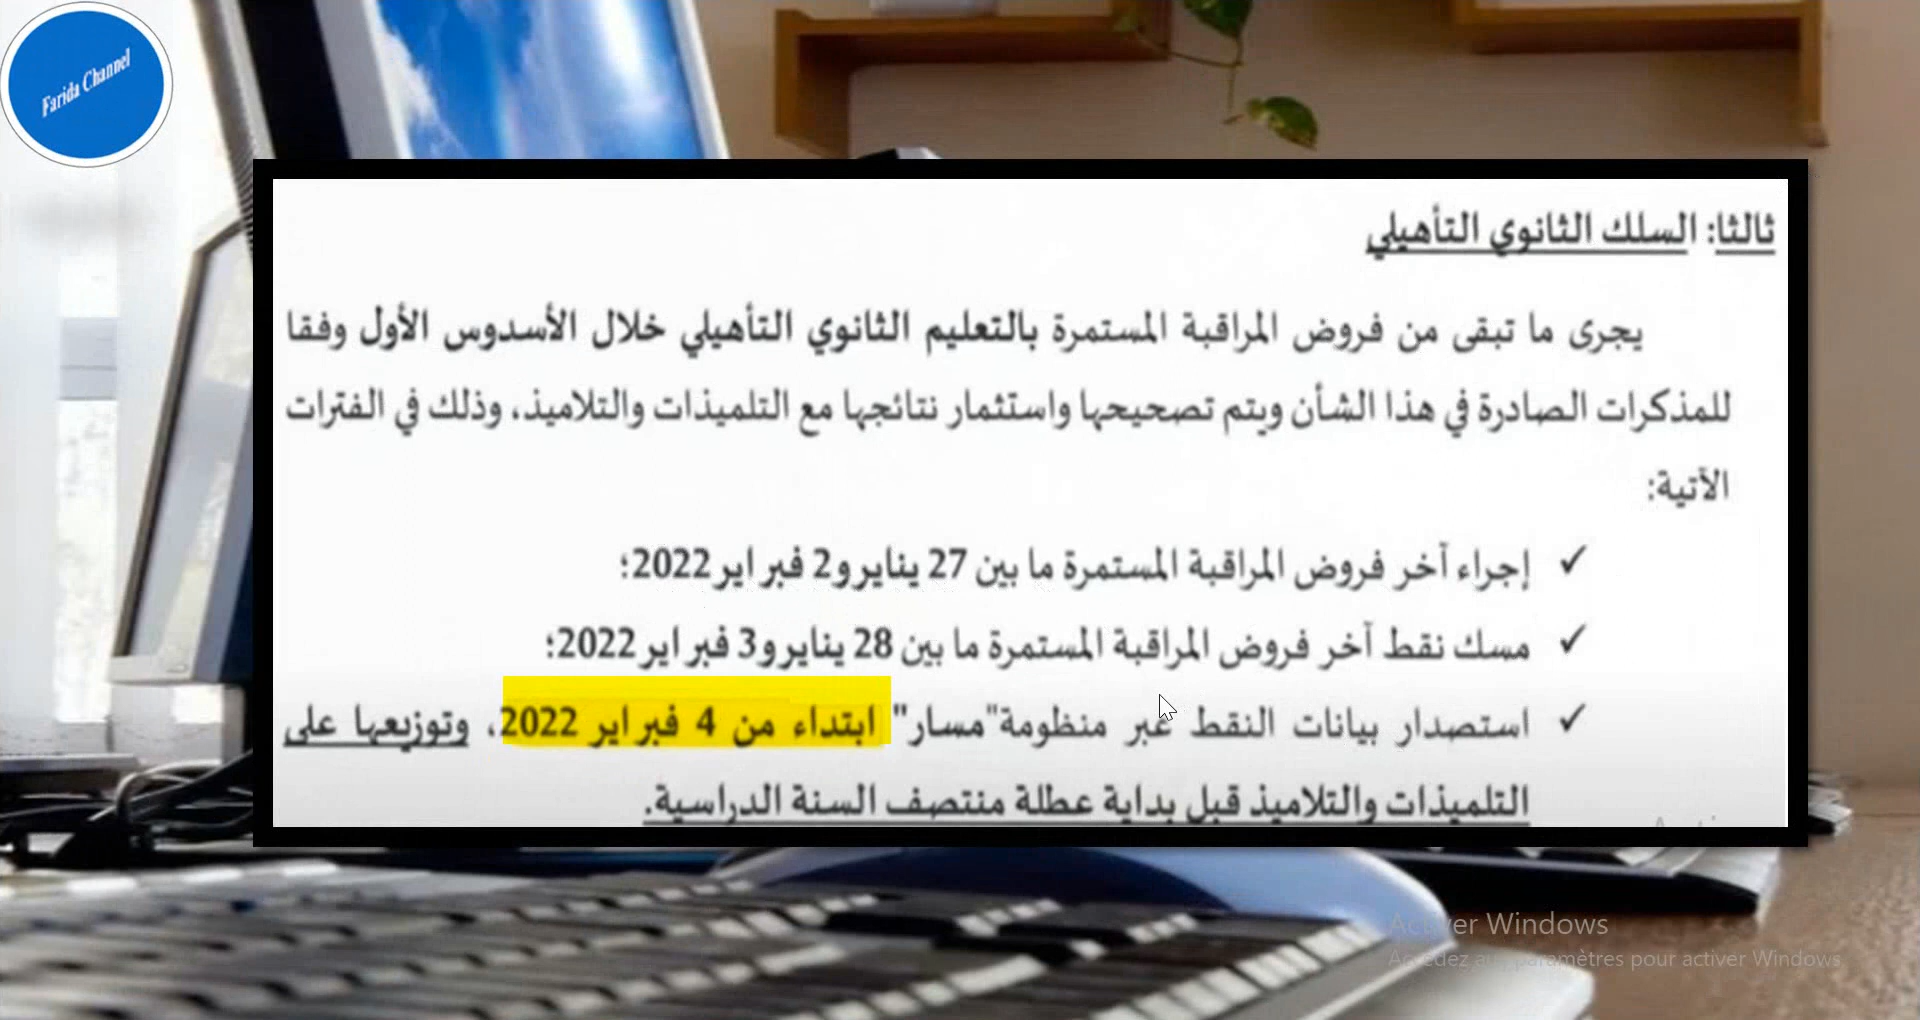 Farida Channel
ثالثا: السلك الثانوي التأهيلي
يجرى ما تبقى من فروض المراقبة المستمرة بالتعليم الثانوي التأهيلي خلال الأسدوس الأول وفقا
للمذكرات الصادرة في هذا الشأن ويتم تصحيحها واستثمار نتائجها مع التلميذات والتلاميذ، وذلك في الفترات
الآتية:
✓ إجراء آخر فروض المراقبة المستمرة ما بين 27 يناير و2 فبراير 2022؛
✓ مسك نقط آخر فروض المراقبة المستمرة ما بين 28 يناير و3 فبراير 2022؛
✓ استصدار بيانات النقط عبر منظومة "مسار" ابتداء من 4 فبراير 2022، وتوزيعها على
التلميذات والتلاميذ قبل بداية عطلة منتصف السنة الدراسية.
Activer Windows
Accédez aux paramètres pour activer Windows